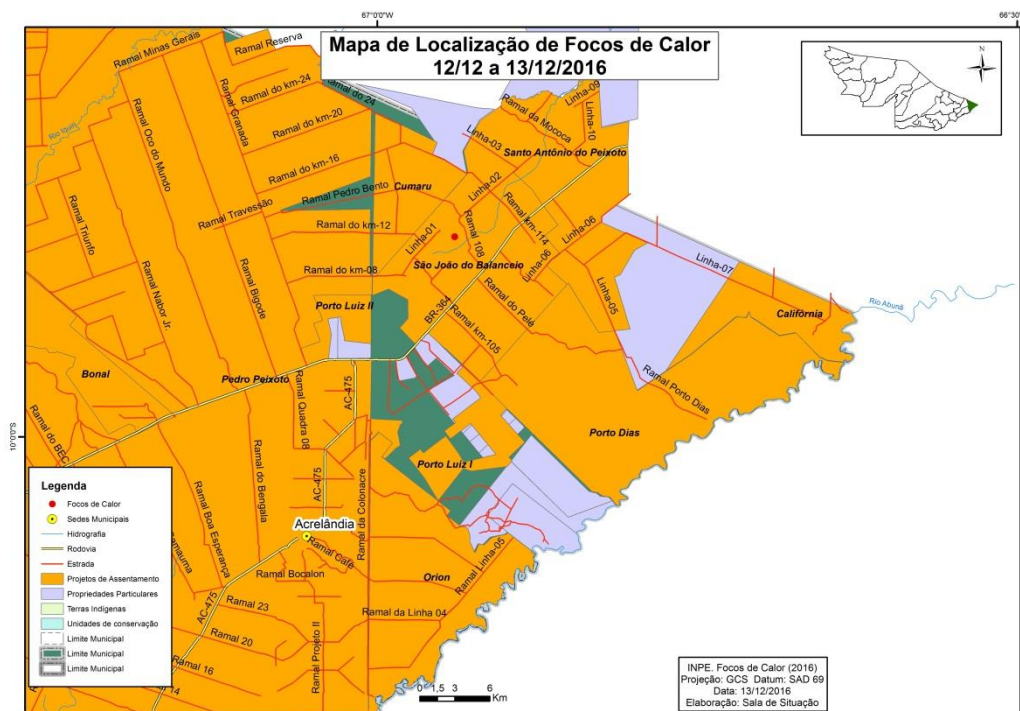 67°0'0"W
66°30'
Mapa de Localização de Focos de Calor
12/12 a 13/12/2016
N
Ramal Minas Gerais
Ramal Reserva
Ramal do km-24
Ramal do 24
Ramal Granada
Ramal do km-20
Rio Iquiri
Ramal Oco do Mundo
Ramal do km-16
Linha-09
Ramal da Mococa
Linha-10
Linha-03
Santo Antônio do Peixoto
Ramal Pedro Bento
Cumaru
Linha-02
Ramal Travessão
Ramal do km-12
Ramal Triunfo
Linha-01
Ramal 108
Ramal km-114
Linha-06
Ramal do km-08
São João do Balanceio
Linha-06
Linha-07
Ramal Nabor Jr.
Ramal Bigode
Porto Luiz II
BR-364
Ramal do Pelé
Linha-05
Rio Abunã
Califórnia
Ramal km-105
Bonal
Pedro Peixoto
AC-475
Ramal Porto Dias
Ramal Quadra 08
Porto Dias
10°0'0"S
Ramal do BEC
Porto Luiz I
AC-475
Ramal do Bengala
Ramal da Colonacre
Ramal Boa Esperança
Acrelândia
Ramal Café
Ramal Bocalon
Orion
Ramal Linha-05
AC-475
Ramal 23
Ramal da Linha 04
Ramal 20
Ramal Projeto II
Ramal 16
14
Legenda
Focos de Calor
Sedes Municipais
Hidrografia
Rodovia
Estrada
Projetos de Assentamento
Propriedades Particulares
Terras Indígenas
Unidades de conservação
Limite Municipal
Limite Municipal
Limite Municipal
0 1,5 3 6
Km
INPE. Focos de Calor (2016)
Projeção: GCS Datum: SAD 69
Data: 13/12/2016
Elaboração: Sala de Situação